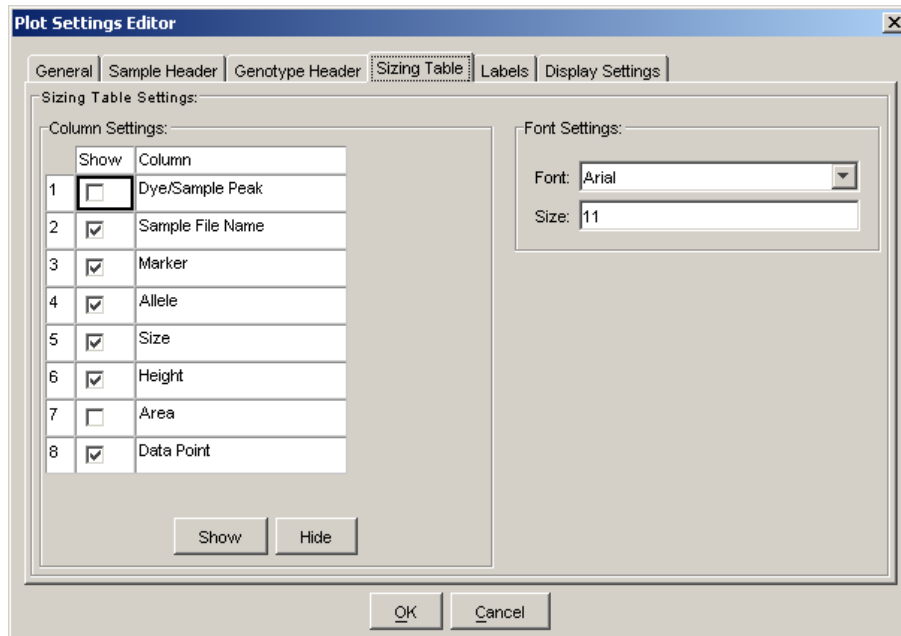 Plot Settings Editor
General Sample Header Genotype Header Sizing Table Labels Display Settings
Sizing Table Settings:
Column Settings:
Show Column
1 Dye/Sample Peak
2 Sample File Name
3 Marker
4 Allele
5 Size
6 Height
7 Area
8 Data Point
Show Hide
Font Settings:
Font: Arial
Size: 11
OK Cancel